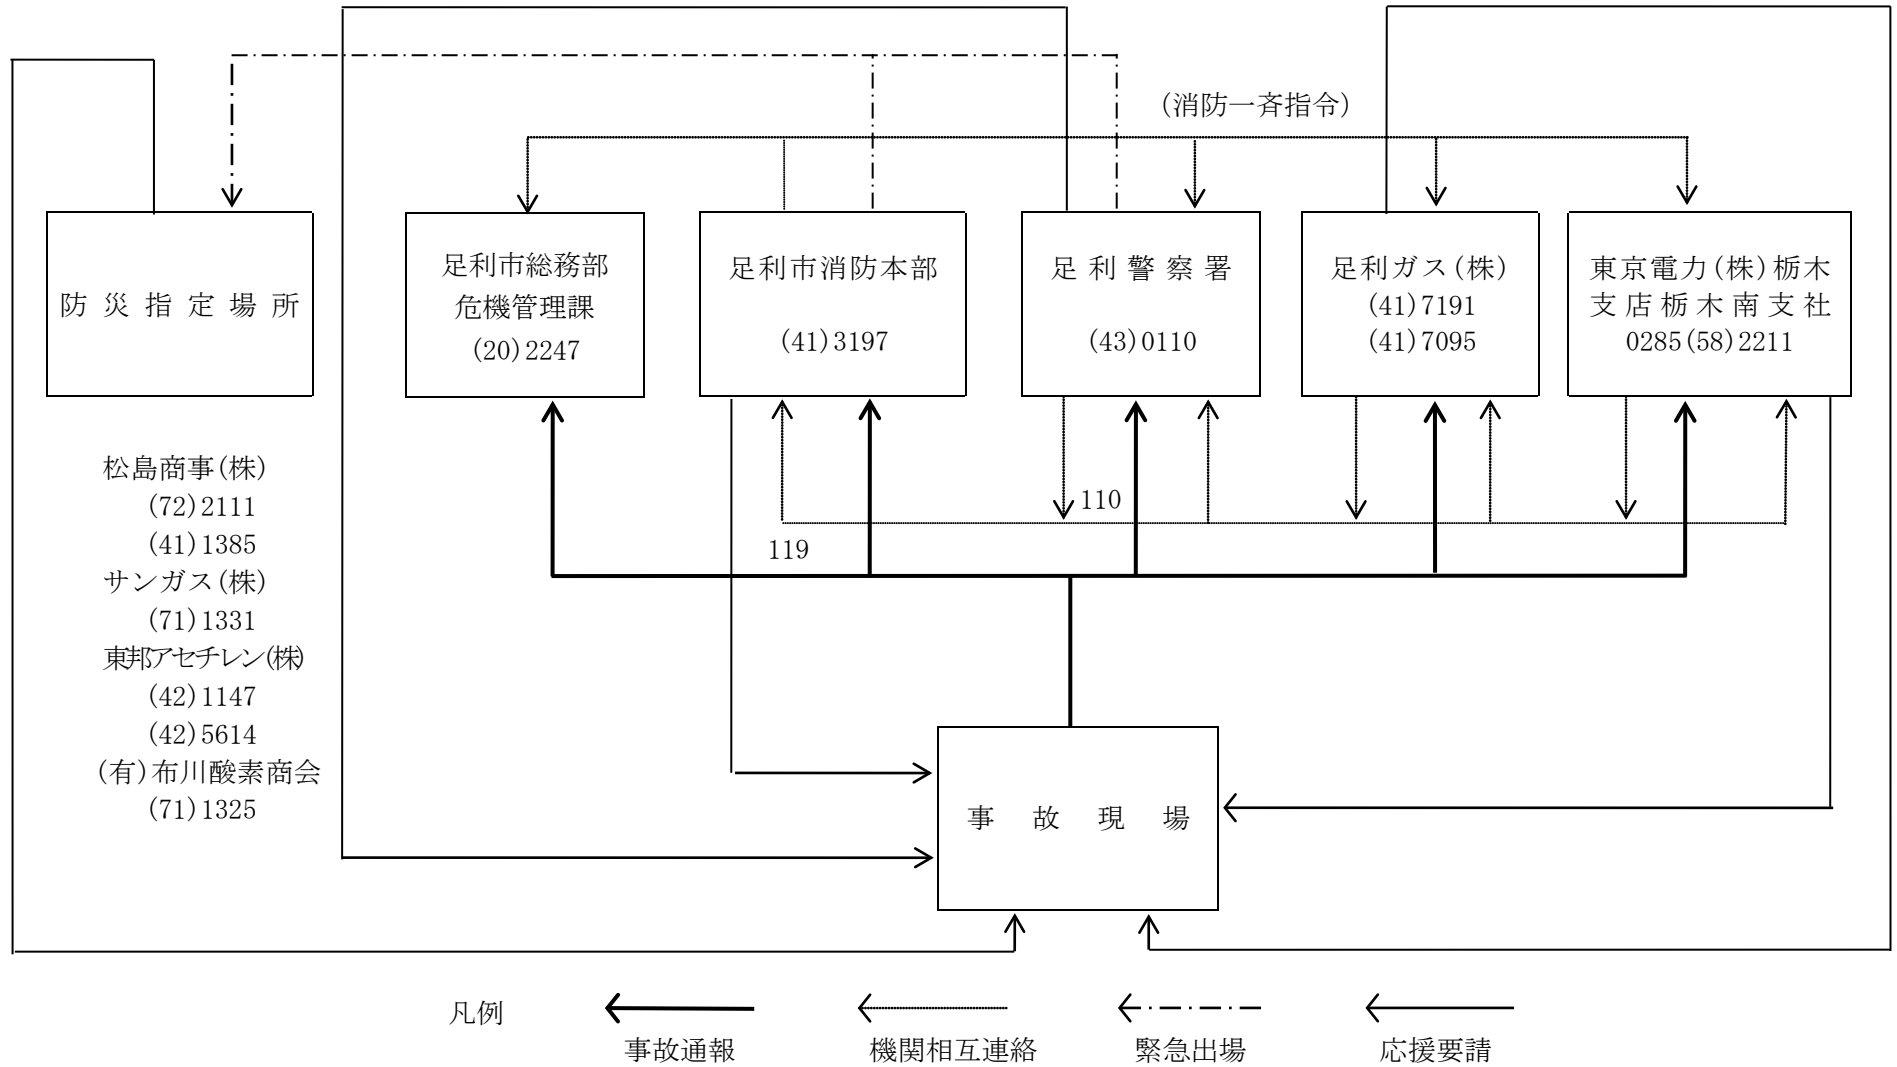 (消防一斉指令)
防災指定場所
足利市総務部
危機管理課
(20)2247
足利市消防本部
(41)3197
足利警察署
(43)0110
足利ガス(株)
(41)7191
(41)7095
東京電力(株)栃木
支店栃木南支社
0285(58)2211
松島商事(株)
(72)2111
(41)1385
サンガス(株)
(71)1331
東邦アセチレン(株)
(42)1147
(42)5614
(有)布川酸素商会
(71)1325
110
119
事故現場
凡例
事故通報
機関相互連絡
緊急出場
応援要請